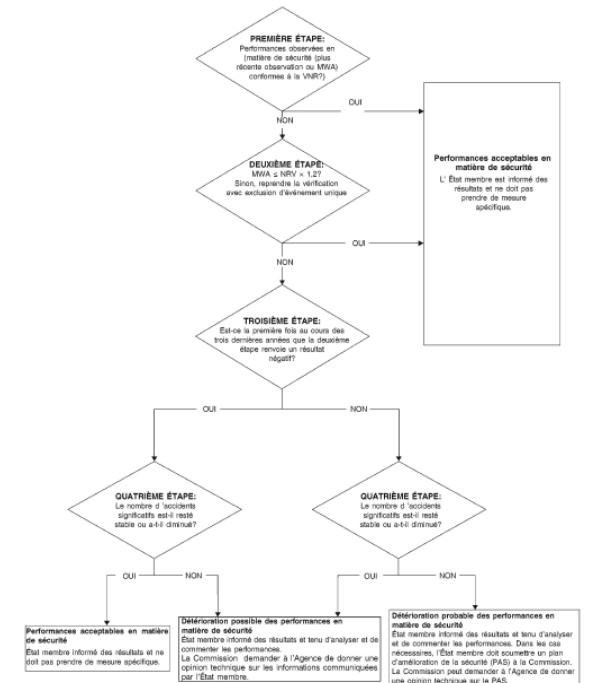 PREMIÈRE ÉTAPE:
Performances observées en
(matière de sécurité (plus
récente observation ou MWA)
conformes à la VNR?)
OUI
NON
DEUXIÈME ÉTAPE:
MWA ≤ NRV × 1,2?
Sinon, reprendre la vérification
avec exclusion d'événement unique
Performances acceptables en
matière de sécurité
L' État membre est informé des
résultats et ne doit pas
prendre de mesure
spécifique.
OUI
NON
TROISIÈME ÉTAPE:
Est-ce la première fois au cours des
trois dernières années que la deuxième
étape renvoie un résultat
négatif?
OUI
NON
QUATRIÈME ÉTAPE:
Le nombre d 'accidents
significatifs est-il resté
stable ou a-t-il diminué?
QUATRIÈME ÉTAPE:
Le nombre d 'accidents
significatifs est-il resté
stable ou a-t-il diminué?
OUI
NON
OUI
NON
Performances acceptables en matière
de sécurité
État membre informé des résultats et ne
doit pas prendre de mesure spécifique.
Détérioration possible des performances en
matière de sécurité
État membre informé des résultats et tenu d'analyser et de
commenter les performances.
La Commission demander à l'Agence de donner une
opinion technique sur les informations communiquées
par l'État membre.
Détérioration probable des performances en
matière de sécurité
État membre informé des résultats et tenu d'analyser
et de commenter les performances. Dans les cas
nécessaires, l'État membre doit soumettre un plan
d'amélioration de la sécurité (PAS) à la Commission.
La Commission peut demander à l'Agence de donner
une opinion technique sur le PAS.